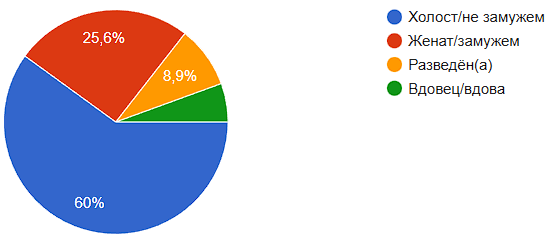 Холост/не замужем
Женат/замужем
Разведён(а)
Вдовец/вдова
25,6%
8,9%
60%